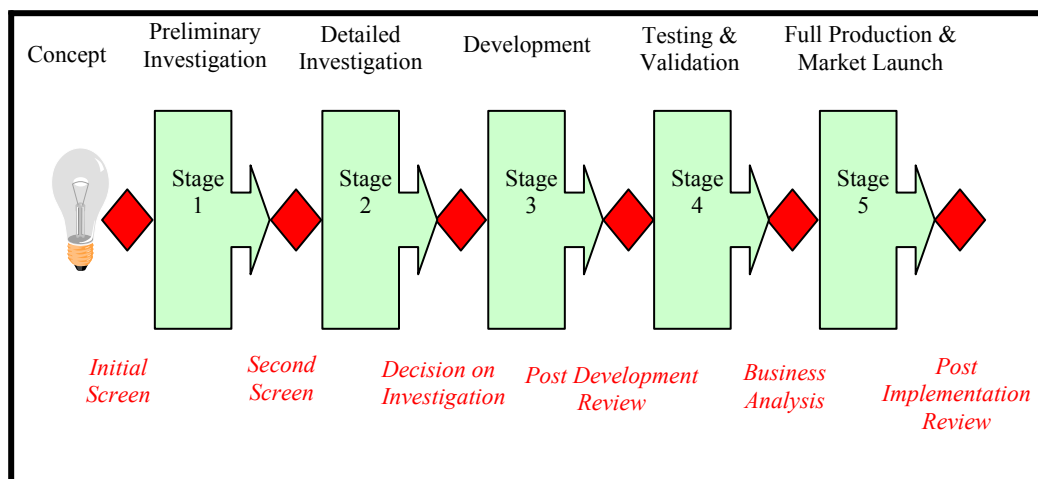 Concept
Preliminary
Investigation
Detailed
Investigation
Development
Testing &
Validation
Full Production &
Market Launch
Stage
1
Stage
2
Stage
3
Stage
4
Stage
5
Initial
Screen
Second
Screen
Decision on
Investigation
Post Development
Review
Business
Analysis
Post
Implementation
Review